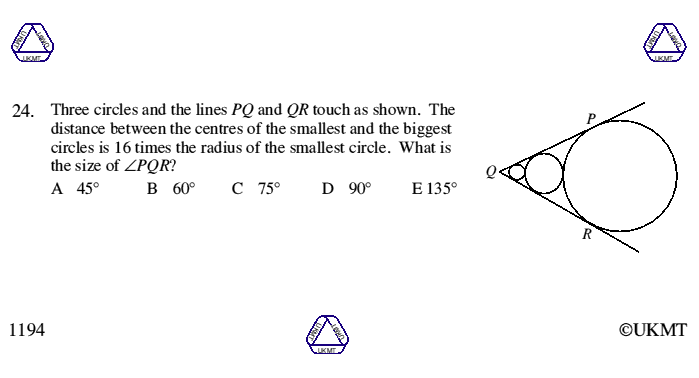 UKMT
UKMT
UKMT
UKMT
UKMT
UKMT
24. Three circles and the lines PQ and QR touch as shown. The
distance between the centres of the smallest and the biggest
circles is 16 times the radius of the smallest circle. What is
the size of ∠PQR?
A 45° B 60° C 75° D 90° E 135°
P
Q
R
1194
UKMT
UKMT
UKMT
©UKMT